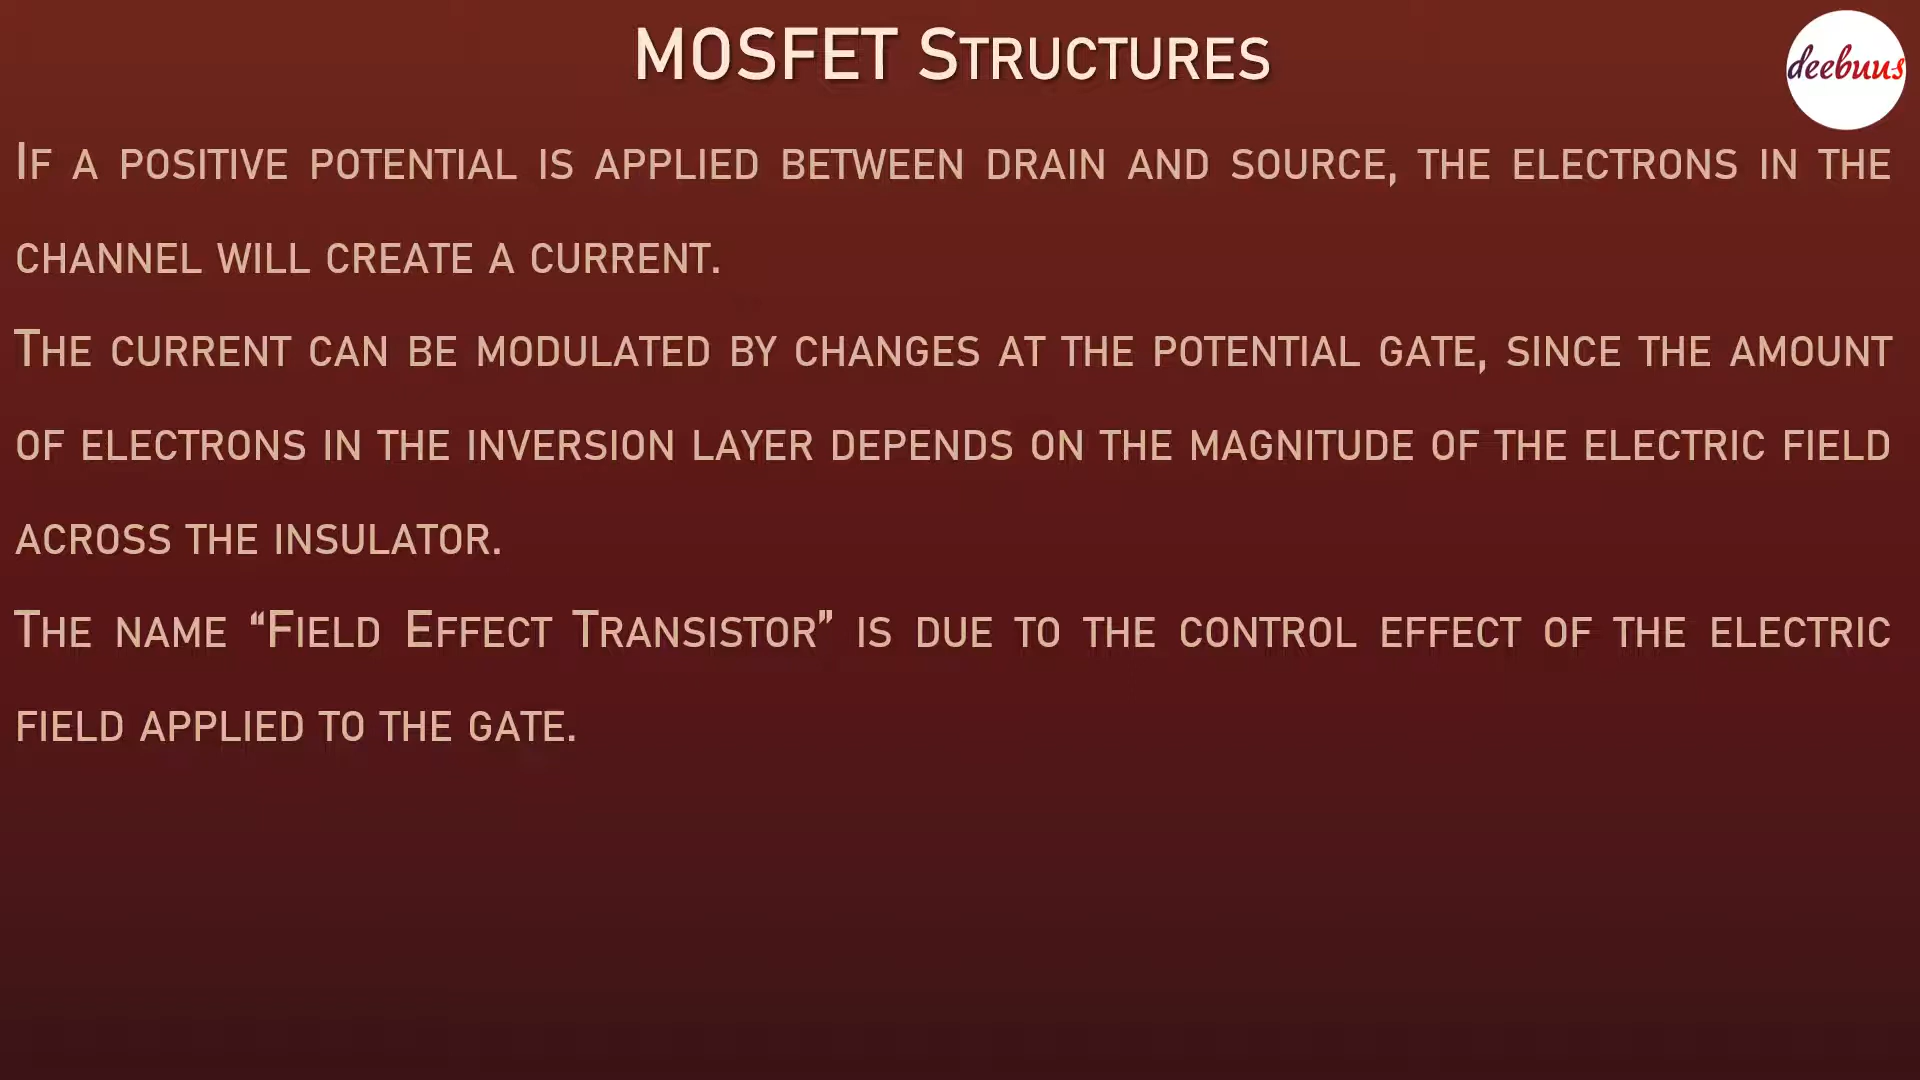 MOSFET Structures
deebuus
If a positive potential is applied between drain and source, the electrons in the
channel will create a current.
The current can be modulated by changes at the potential gate, since the amount
of electrons in the inversion layer depends on the magnitude of the electric field
across the insulator.
The name “Field Effect Transistor” is due to the control effect of the electric
field applied to the gate.